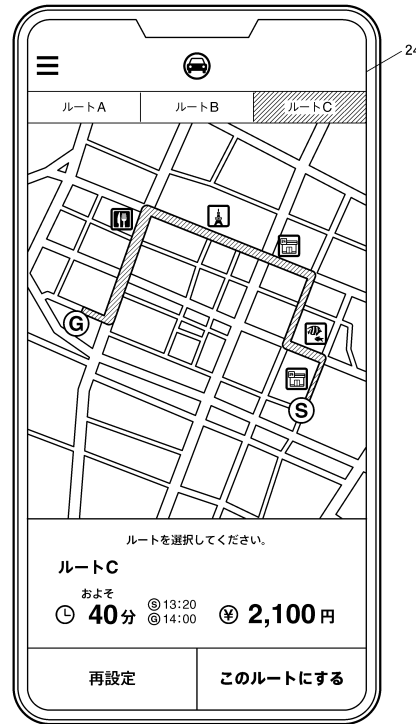 24
ルートA
ルートB
ルートC
G
S
ルートを選択してください。
ルートC
およそ
40分
Ⓢ13:20
Ⓖ14:00
¥ 2,100円
再設定
このルートにする